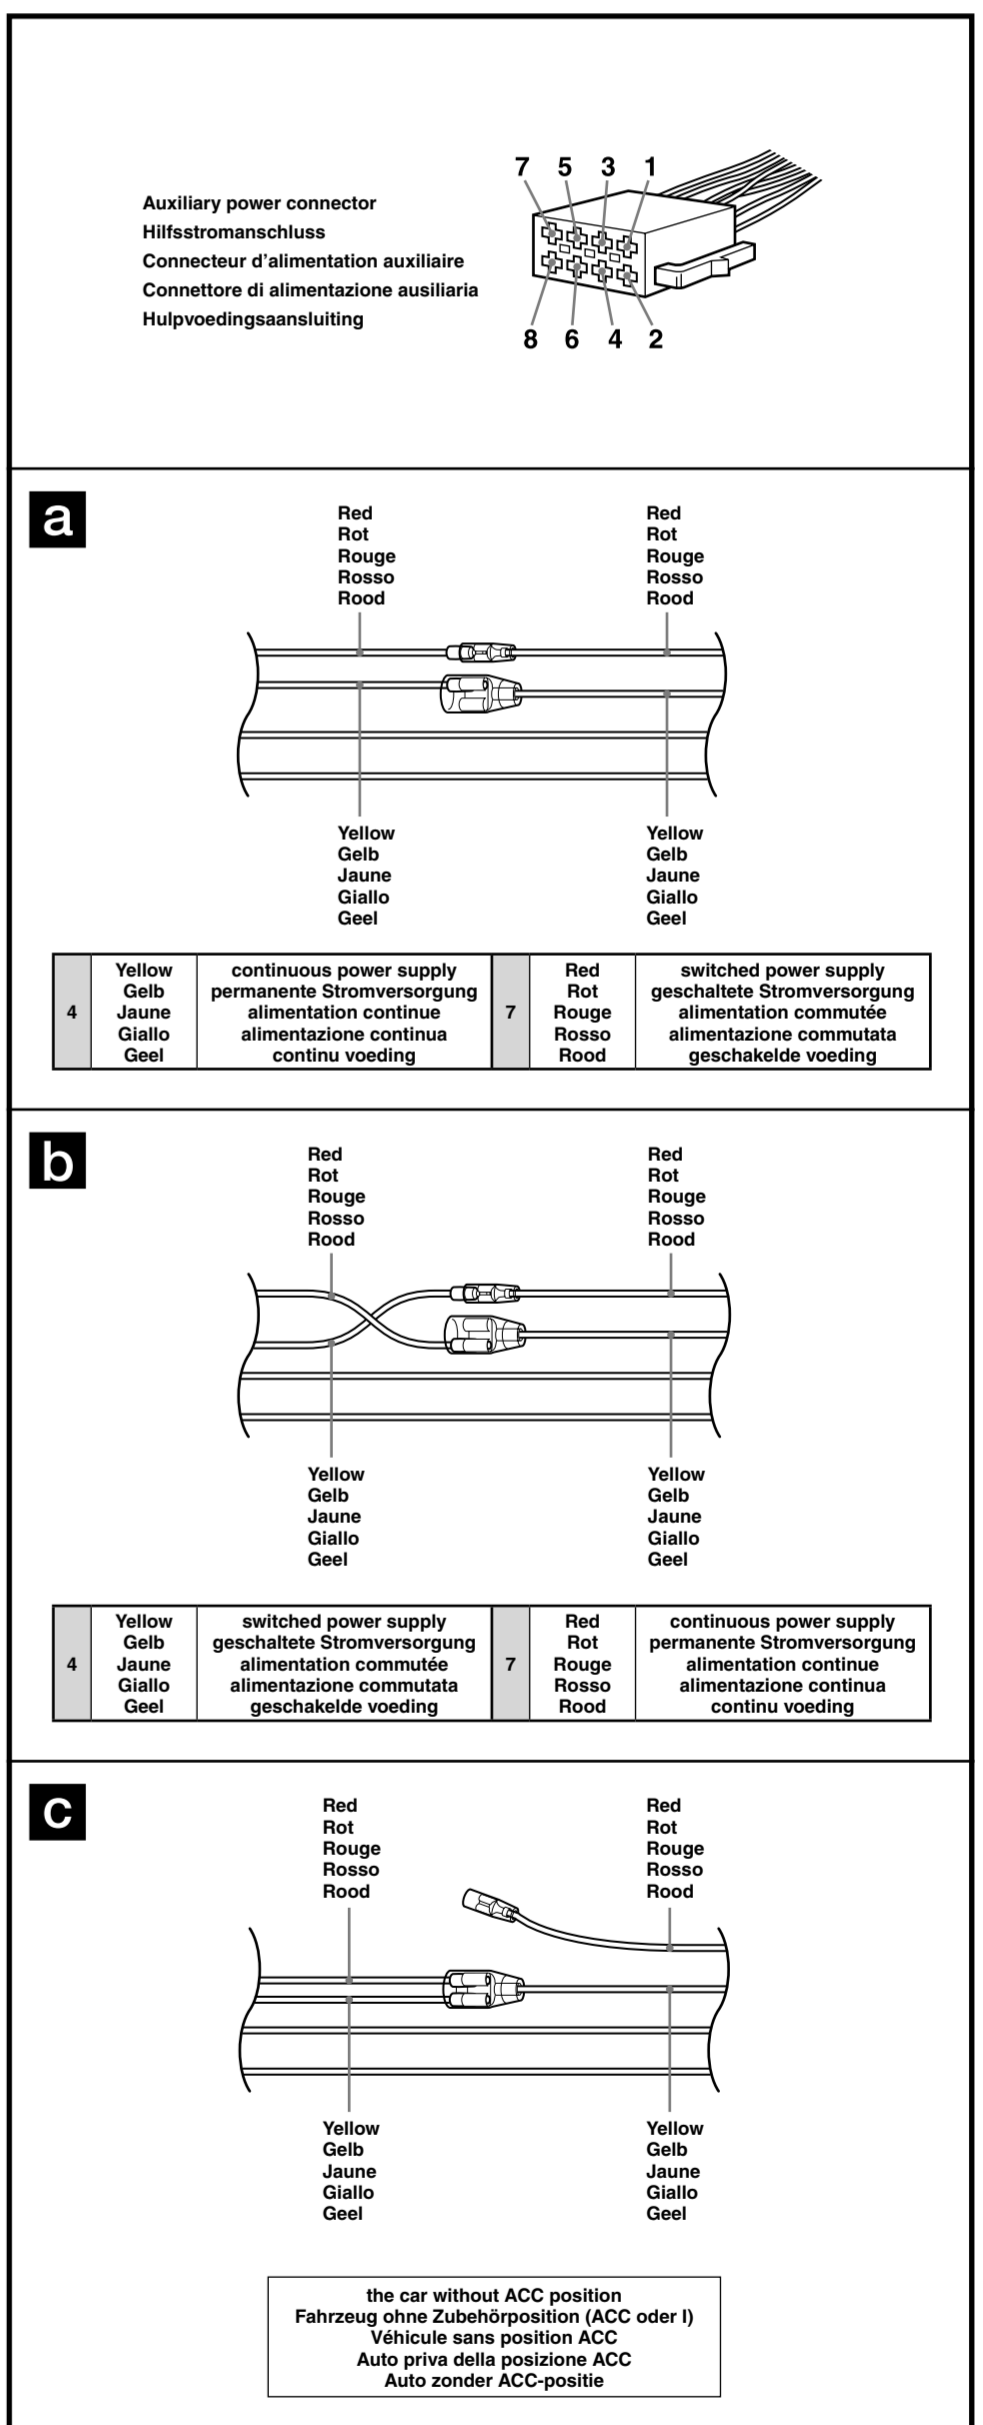 7 5 3 1
Auxiliary power connector
Hilfsstromanschluss
Connecteur d'alimentation auxiliaire
Connettore di alimentazione ausiliaria
Hulpvoedingsaansluiting
8 6 4 2
a
Red
Rot
Rouge
Rosso
Rood
Red
Rot
Rouge
Rosso
Rood
Yellow
Gelb
Jaune
Giallo
Geel
Yellow
Gelb
Jaune
Giallo
Geel
4
Yellow
Gelb
Jaune
Giallo
Geel
continuous power supply
permanente Stromversorgung
alimentation continue
alimentazione continua
continu voeding
7
Red
Rot
Rouge
Rosso
Rood
switched power supply
geschaltete Stromversorgung
alimentation commutée
alimentazione commutata
geschakelde voeding
b
Red
Rot
Rouge
Rosso
Rood
Red
Rot
Rouge
Rosso
Rood
Yellow
Gelb
Jaune
Giallo
Geel
Yellow
Gelb
Jaune
Giallo
Geel
4
Yellow
Gelb
Jaune
Giallo
Geel
switched power supply
geschaltete Stromversorgung
alimentation commutée
alimentazione commutata
geschakelde voeding
7
Red
Rot
Rouge
Rosso
Rood
continuous power supply
permanente Stromversorgung
alimentation continue
alimentazione continua
continu voeding
c
Red
Rot
Rouge
Rosso
Rood
Red
Rot
Rouge
Rosso
Rood
Yellow
Gelb
Jaune
Giallo
Geel
Yellow
Gelb
Jaune
Giallo
Geel
the car without ACC position
Fahrzeug ohne Zubehörposition (ACC oder I)
Véhicule sans position ACC
Auto priva della posizione ACC
Auto zonder ACC-positie